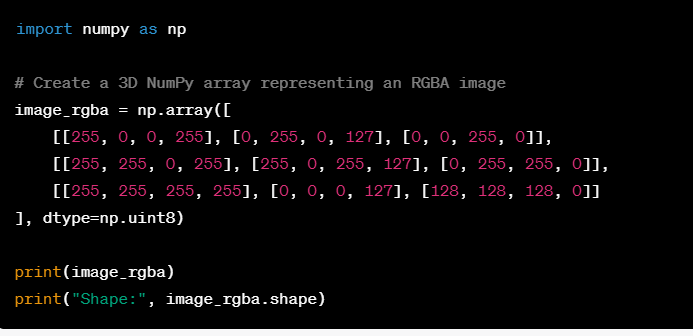 import numpy as np
# Create a 3D NumPy array representing an RGBA image
image_rgba = np.array([
    [[255, 0, 0, 255], [0, 255, 0, 127], [0, 0, 255, 0]],
    [[255, 255, 0, 255], [255, 0, 255, 127], [0, 255, 255, 0]],
    [[255, 255, 255, 255], [0, 0, 0, 127], [128, 128, 128, 0]]
], dtype=np.uint8)
print(image_rgba)
print("Shape:", image_rgba.shape)